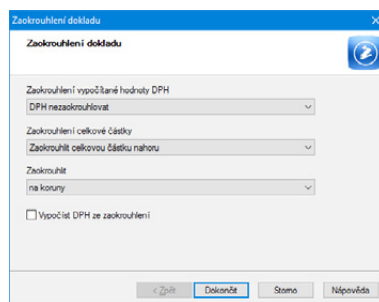 Zaokrouhlení dokladu
Zaokrouhlení dokladu
Zaokrouhlení vypočítané hodnoty DPH
DPH nezaokrouhlovat
Zaokrouhlení celkové částky
Zaokrouhlit celkovou částku nahoru
Zaokrouhlit
na koruny
Vypočíst DPH ze zaokrouhlení
< Zpět Dokončit Storno Nápověda